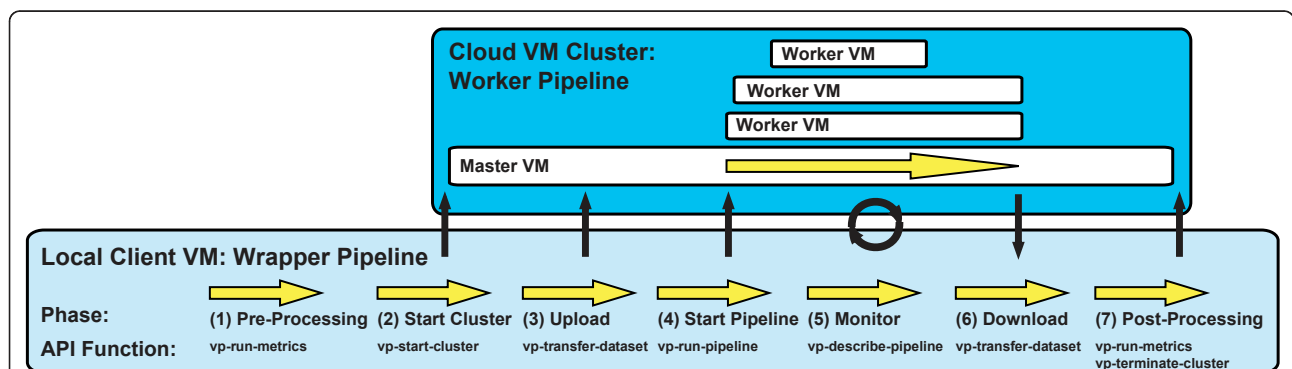 Cloud VM Cluster:
Worker Pipeline
Worker VM
Worker VM
Worker VM
Master VM
Local Client VM: Wrapper Pipeline
Phase: (1) Pre-Processing (2) Start Cluster (3) Upload (4) Start Pipeline (5) Monitor (6) Download (7) Post-Processing
API Function: vp-run-metrics vp-start-cluster vp-transfer-dataset vp-run-pipeline vp-describe-pipeline vp-transfer-dataset vp-run-metrics
vp-terminate-cluster